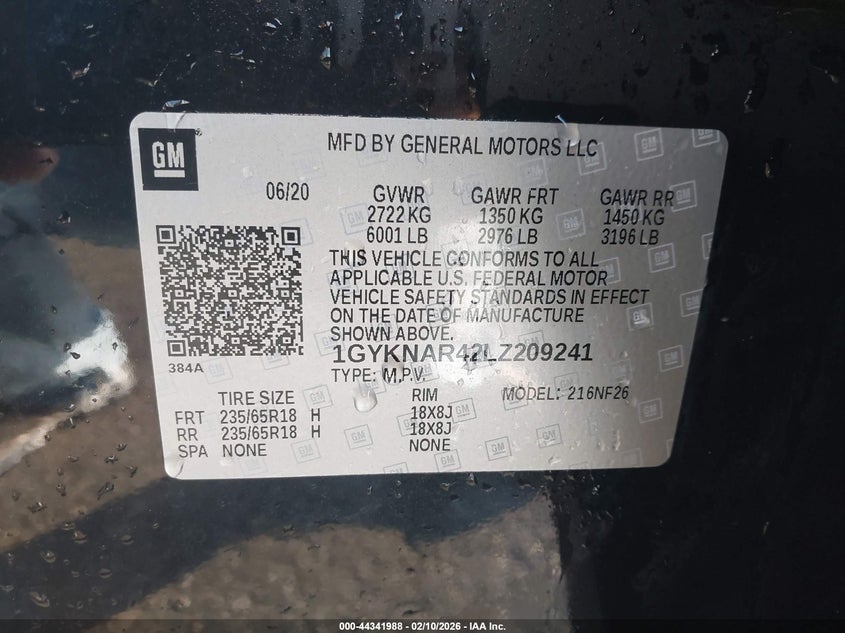 GM
MFD BY GENERAL MOTORS LLC
06/20 GVWR GAWR FRT GAWR RR
2722 KG 1350 KG 1450 KG
6001 LB 2976 LB 3196 LB
THIS VEHICLE CONFORMS TO ALL
APPLICABLE U.S. FEDERAL MOTOR
VEHICLE SAFETY STANDARDS IN EFFECT
ON THE DATE OF MANUFACTURE
SHOWN ABOVE.
1GYKNAR42LZ209241
384A
TYPE: M.P.V.
TIRE SIZE RIM MODEL: 216NF26
FRT 235/65R18 H 18X8J
RR 235/65R18 H 18X8J
SPA NONE NONE
000-44341988 - 02/10/2026 - IAA Inc.